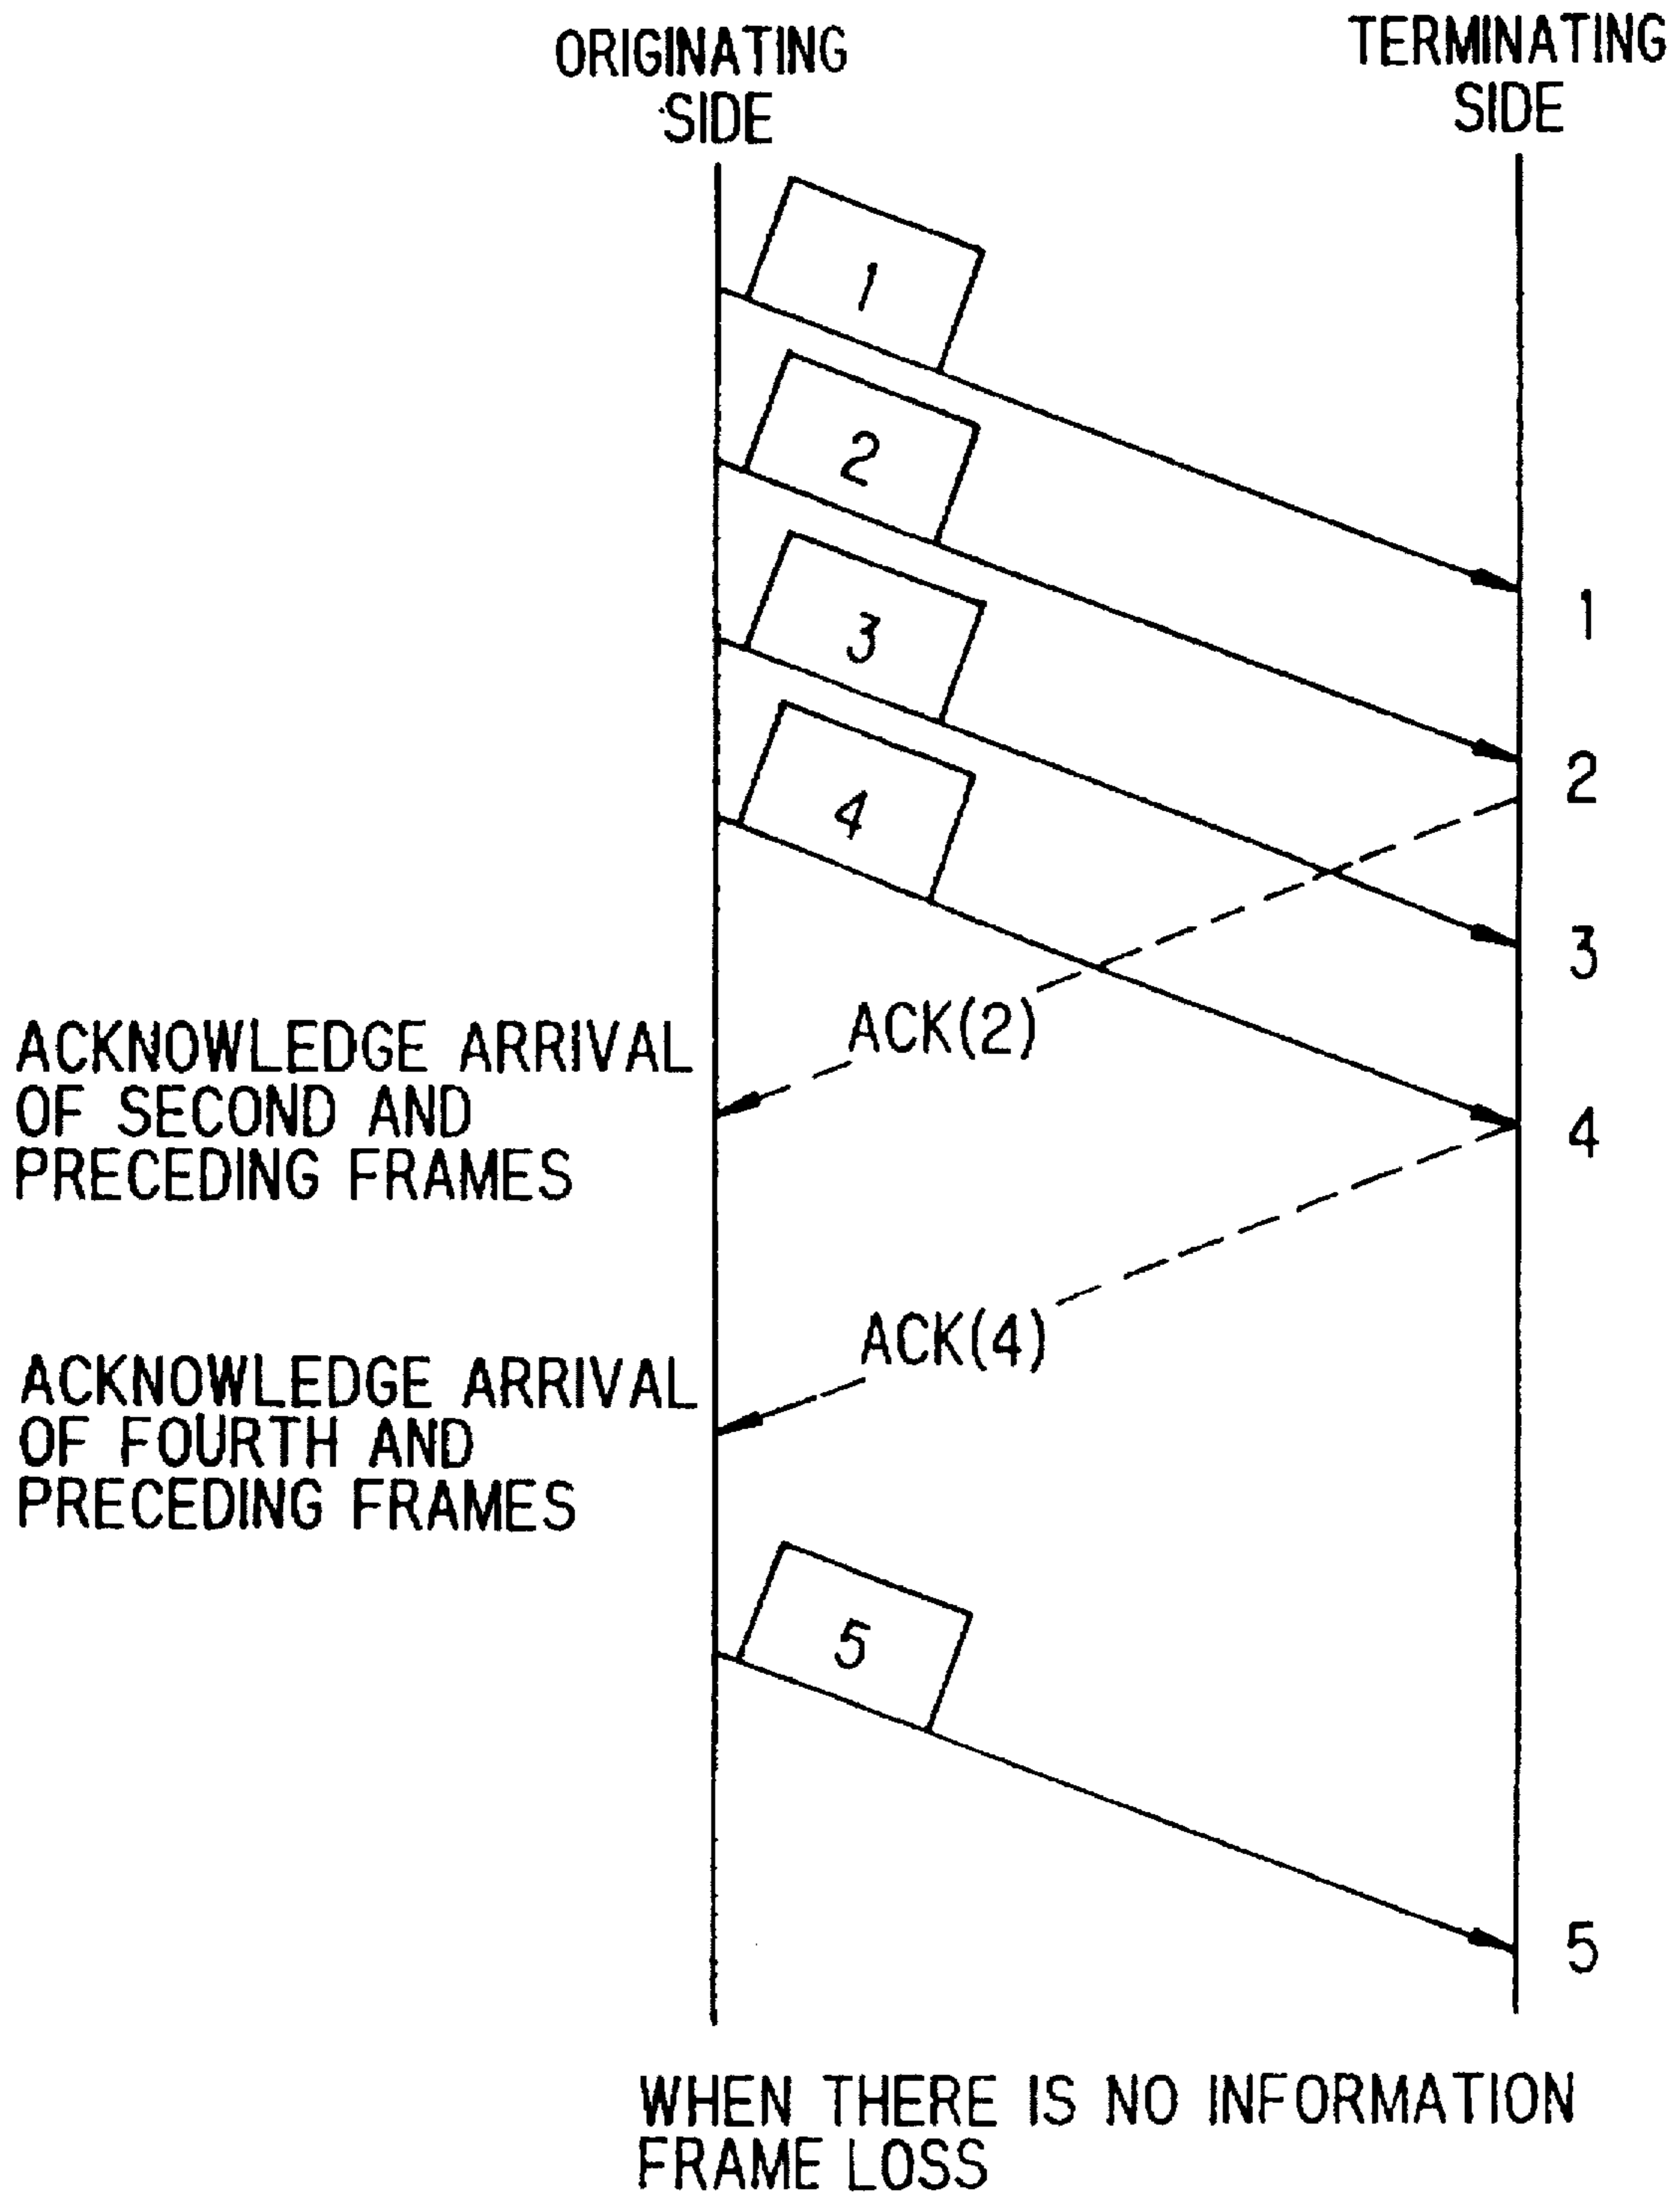 ORIGINATING
SIDE
TERMINATING
SIDE
1
2
3
4
1
2
3
4
ACK(2)
ACKNOWLEDGE ARRIVAL
OF SECOND AND
PRECEDING FRAMES
ACK(4)
ACKNOWLEDGE ARRIVAL
OF FOURTH AND
PRECEDING FRAMES
5
5
WHEN THERE IS NO INFORMATION
FRAME LOSS